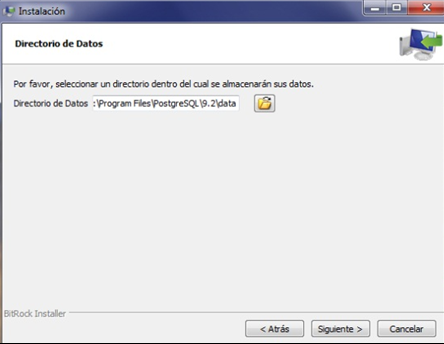 Instalación
Directorio de Datos
Por favor, seleccionar un directorio dentro del cual se almacenarán sus datos.
Directorio de Datos :\Program Files\PostgreSQL\9.2\data
BitRock Installer
< Atrás Siguiente > Cancelar